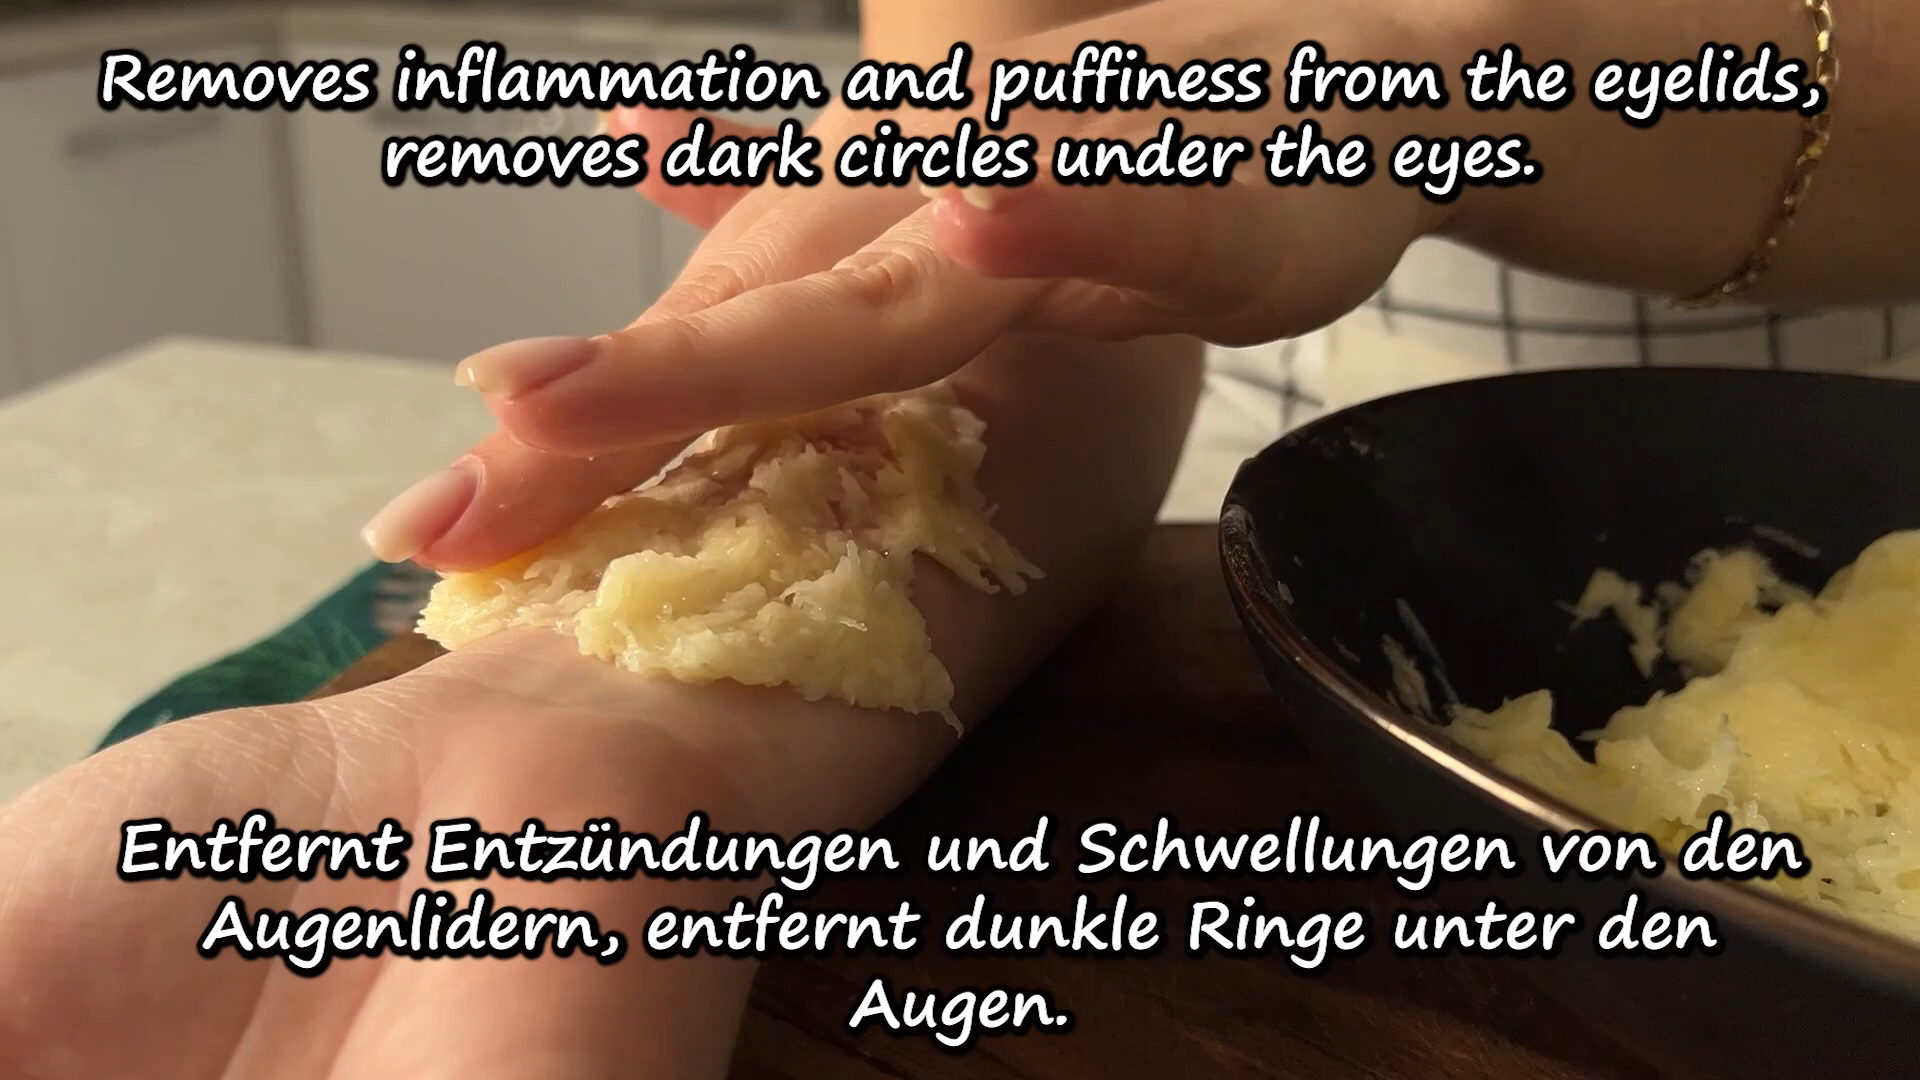 Removes inflammation and puffiness from the eyelids,
removes dark circles under the eyes.
Entfernt Entzündungen und Schwellungen von den
Augenlidern, entfernt dunkle Ringe unter den
Augen.